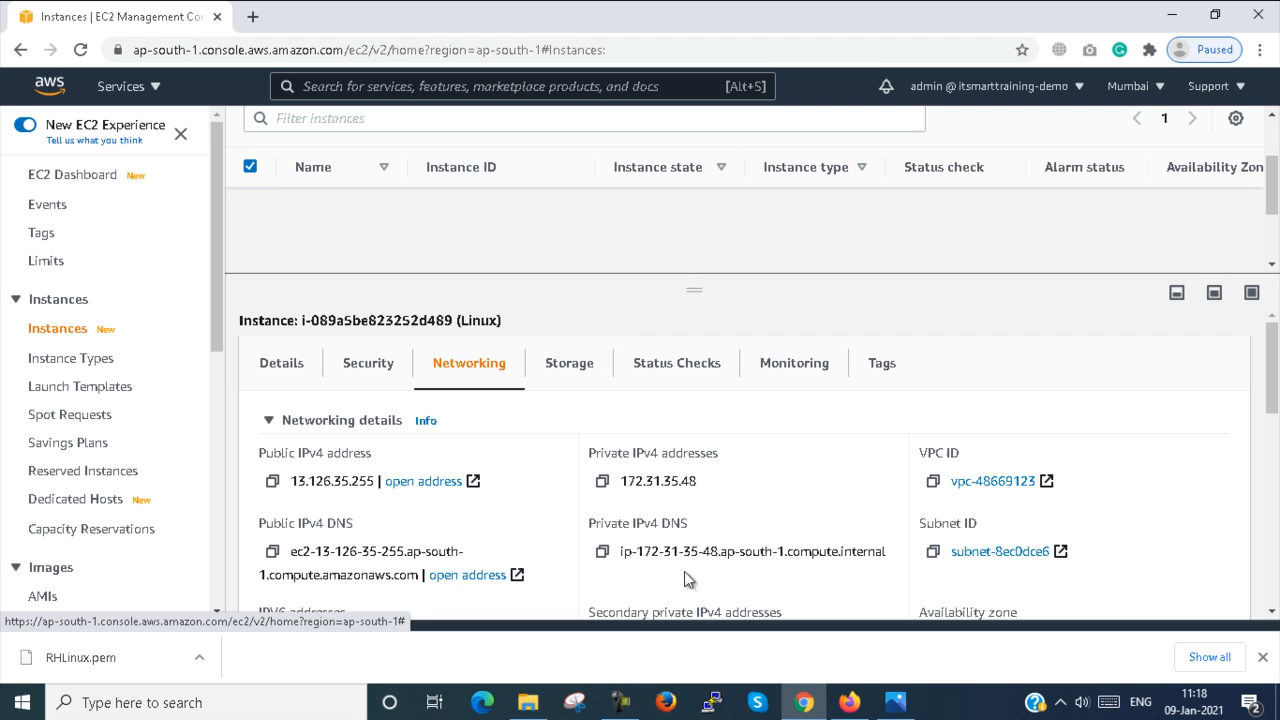 Instances | EC2 Management Con
ap-south-1.console.aws.amazon.com/ec2/v2/home?region=ap-south-1#Instances:
Paused
aws
Services
Search for services, features, marketplace products, and docs
[Alt+S]
admin @ itsmarttraining-demo
Mumbai
Support
New EC2 Experience
Tell us what you think
Filter instances
1
Name
Instance ID
Instance state
Instance type
Status check
Alarm status
Availability Zon
EC2 Dashboard New
Events
Tags
Limits
Instances
Instances New
Instance Types
Launch Templates
Spot Requests
Savings Plans
Reserved Instances
Dedicated Hosts New
Capacity Reservations
Images
AMIs
Instance: i-089a5be823252d489 (Linux)
Details
Security
Networking
Storage
Status Checks
Monitoring
Tags
Networking details Info
Public IPv4 address
13.126.35.255 | open address
Private IPv4 addresses
172.31.35.48
VPC ID
vpc-48669123
Public IPv4 DNS
ec2-13-126-35-255.ap-south-
1.compute.amazonaws.com | open address
Private IPv4 DNS
ip-172-31-35-48.ap-south-1.compute.internal
Subnet ID
subnet-8ec0dce6
IPV6 addresses
Secondary private IPv4 addresses
Availability zone
https://ap-south-1.console.aws.amazon.com/ec2/v2/home?region=ap-south-1#
RHLinux.pem
Show all
Type here to search
ENG
11:18
09-Jan-2021
2